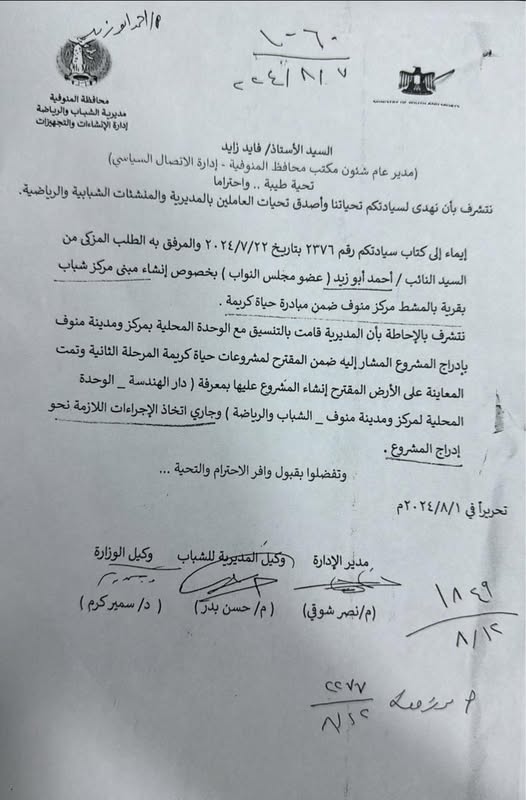 م/ احمد ابو زيد
١٠٠٦٠
٢٠٢٤/٨/٧
محافظة المنوفية
مديرية الشباب والرياضة
إدارة الإنشاءات والتجهيزات
MINISTRY OF YOUTH AND SPORTS
السيد الأستاذ/ فايد زايد
(مدير عام شئون مكتب محافظ المنوفية - إدارة الاتصال السياسي)
تحية طيبة .. واحتراما
نتشرف بأن نهدى لسيادتكم تحياتنا وأصدق تحيات العاملين بالمديرية والمنشئات الشبابية والرياضية.
إيماء إلى كتاب سيادتكم رقم ٢٣٧٦ بتاريخ ٢٠٢٤/٧/٢٢ والمرفق به الطلب المزكى من
السيد النائب / أحمد أبو زيد ( عضو مجلس النواب ) بخصوص إنشاء مبنى مركز شباب
بقرية بالمشط مركز منوف ضمن مبادرة حياة كريمة .
نتشرف بالإحاطة بأن المديرية قامت بالتنسيق مع الوحدة المحلية بمركز ومدينة منوف
بإدراج المشروع المشار إليه ضمن المقترح لمشروعات حياة كريمة المرحلة الثانية وتمت
المعاينة على الأرض المقترح إنشاء المشروع عليها بمعرفة ( دار الهندسة _ الوحدة
المحلية لمركز ومدينة منوف _ الشباب والرياضة ) وجاري اتخاذ الإجراءات اللازمة نحو
إدراج المشروع .
وتفضلوا بقبول وافر الاحترام والتحية ...
تحريراً في ٢٠٢٤/٨/١م
مدير الإدارة وكيل المديرية للشباب وكيل الوزارة
(م/نصر شوقي) (م/ حسن بدر ) ( د/ سمير كرم )
١٨٤٩
٨/١٢
٢٢٧٧
٨/١٢